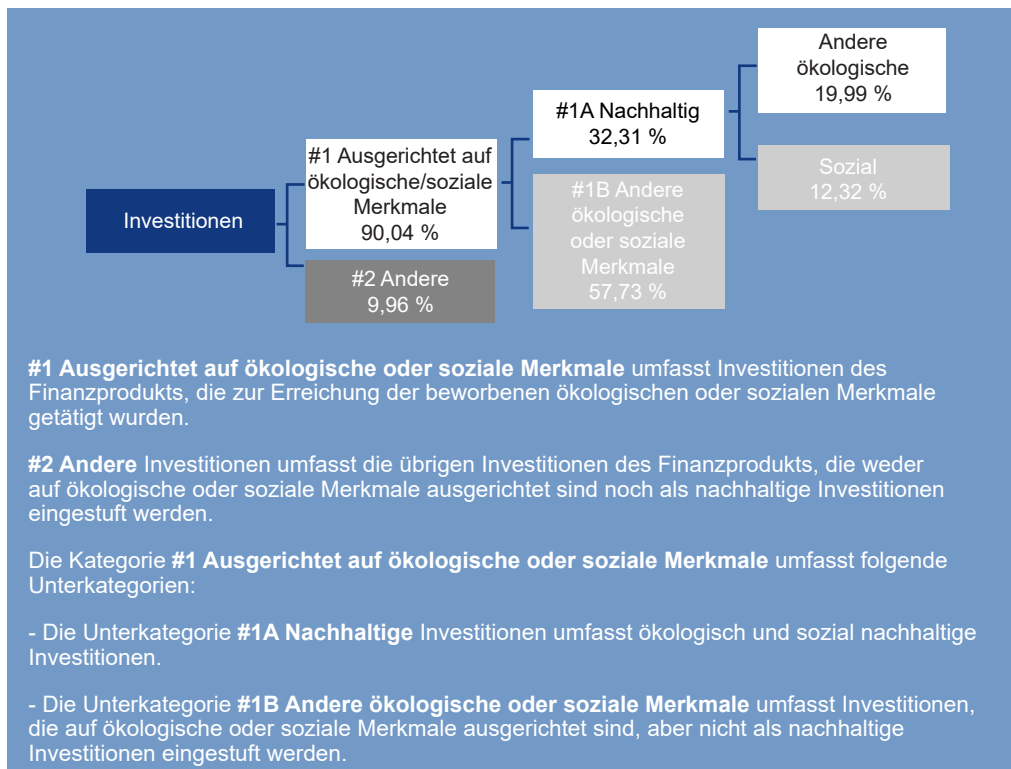 Investitionen
#1 Ausgerichtet auf
ökologische/soziale
Merkmale
90,04 %
#2 Andere
9,96 %
#1A Nachhaltig
32,31 %
#1B Andere
ökologische
oder soziale
Merkmale
57,73 %
Andere
ökologische
19,99 %
Sozial
12,32 %
#1 Ausgerichtet auf ökologische oder soziale Merkmale umfasst Investitionen des
Finanzprodukts, die zur Erreichung der beworbenen ökologischen oder sozialen Merkmale
getätigt wurden.
#2 Andere Investitionen umfasst die übrigen Investitionen des Finanzprodukts, die weder
auf ökologische oder soziale Merkmale ausgerichtet sind noch als nachhaltige Investitionen
eingestuft werden.
Die Kategorie #1 Ausgerichtet auf ökologische oder soziale Merkmale umfasst folgende
Unterkategorien:
- Die Unterkategorie #1A Nachhaltige Investitionen umfasst ökologisch und sozial nachhaltige
Investitionen.
- Die Unterkategorie #1B Andere ökologische oder soziale Merkmale umfasst Investitionen,
die auf ökologische oder soziale Merkmale ausgerichtet sind, aber nicht als nachhaltige
Investitionen eingestuft werden.